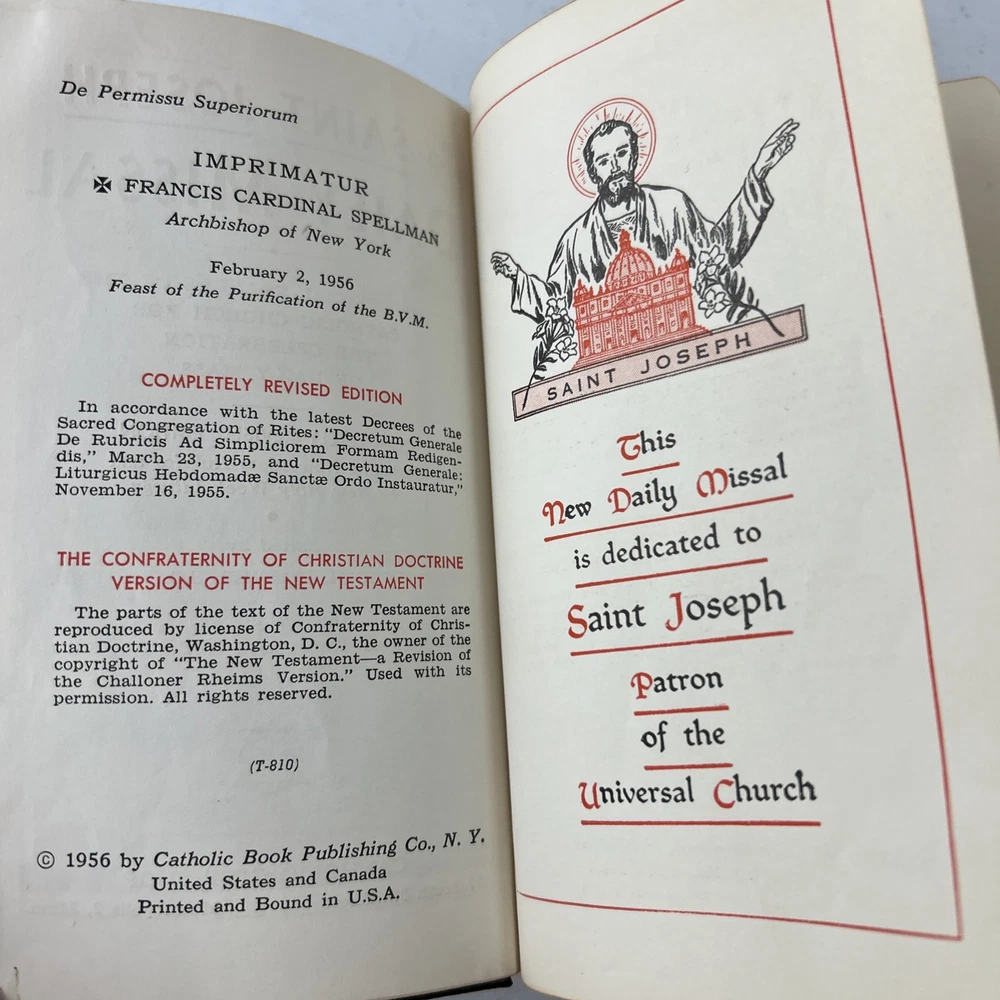 De Permissu Superiorum
IMPRIMATUR
✠ FRANCIS CARDINAL SPELLMAN
Archbishop of New York
February 2, 1956
Feast of the Purification of the B.V.M.
COMPLETELY REVISED EDITION
In accordance with the latest Decrees of the
Sacred Congregation of Rites: "Decretum Generale
De Rubricis Ad Simpliciorem Formam Redigen-
dis," March 23, 1955, and "Decretum Generale:
Liturgicus Hebdomadæ Sanctæ Ordo Instauratur,"
November 16, 1955.
THE CONFRATERNITY OF CHRISTIAN DOCTRINE
VERSION OF THE NEW TESTAMENT
The parts of the text of the New Testament are
reproduced by license of Confraternity of Chris-
tian Doctrine, Washington, D. C., the owner of the
copyright of "The New Testament—a Revision of
the Challoner Rheims Version." Used with its
permission. All rights reserved.
(T-810)
© 1956 by Catholic Book Publishing Co., N. Y.
United States and Canada
Printed and Bound in U.S.A.
SAINT JOSEPH
This
New Daily Missal
is dedicated to
Saint Joseph
Patron
of the
Universal Church